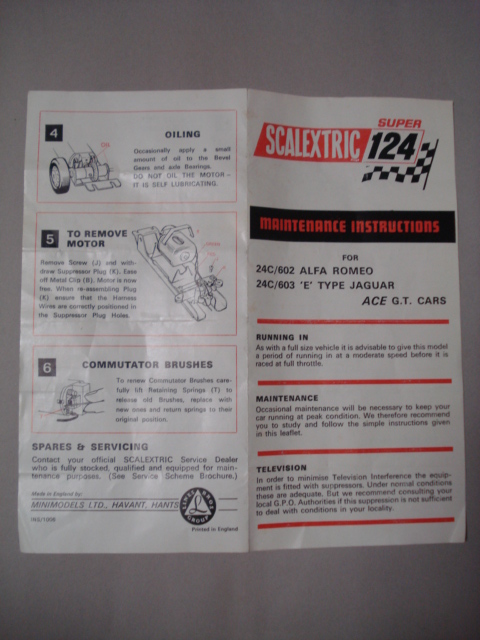 4
OILING
OIL
Occasionally apply a small
amount of oil to the Bevel
Gears and axle Bearings.
DO NOT OIL THE MOTOR –
IT IS SELF LUBRICATING.
5
TO REMOVE
MOTOR
Remove Screw (J) and with-
draw Suppressor Plug (K). Ease
off Metal Clip (B). Motor is now
free. When re-assembling Plug
(K) ensure that the Harness
Wires are correctly positioned in
the Suppressor Plug Holes.
6
COMMUTATOR BRUSHES
To renew Commutator Brushes care-
fully lift Retaining Springs (T) to
release old Brushes, replace with
new ones and return springs to their
original position.
SPARES & SERVICING
Contact your official SCALEXTRIC Service Dealer
who is fully stocked, qualified and equipped for main-
tenance purposes. (See Service Scheme Brochure.)
Made in England by:
MINIMODELS LTD., HAVANT, HANTS
LINES BROS
GROUP
Printed in England
SUPER
SCALEXTRIC 124
MAINTENANCE INSTRUCTIONS
FOR
24C/602 ALFA ROMEO
24C/603 'E' TYPE JAGUAR
ACE G.T. CARS
RUNNING IN
As with a full size vehicle it is advisable to give this model
a period of running in at a moderate speed before it is
raced at full throttle.
MAINTENANCE
Occasional maintenance will be necessary to keep your
car running at peak condition. We therefore recommend
you to study and follow the simple instructions given
in this leaflet.
TELEVISION
In order to minimise Television Interference the equip-
ment is fitted with suppressors. Under normal conditions
these are adequate. But we recommend consulting your
local G.P.O. Authorities if this suppression is not sufficient
to deal with conditions in your locality.